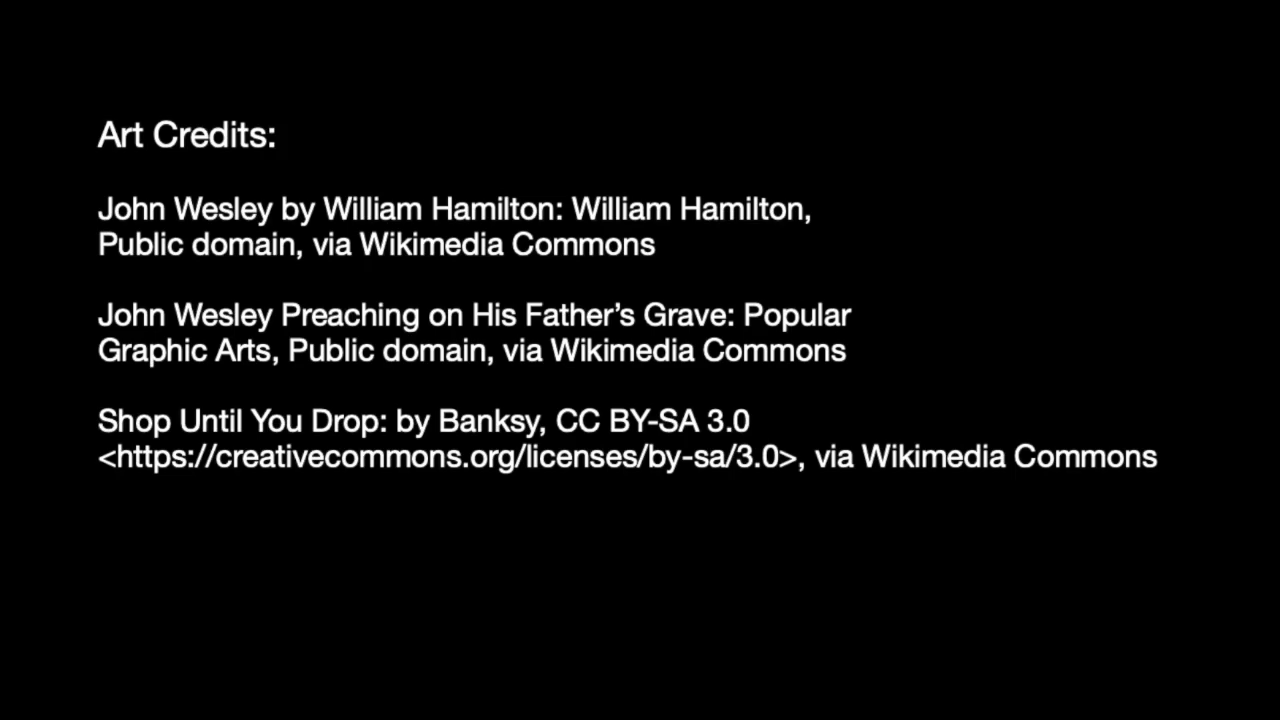 Art Credits:
John Wesley by William Hamilton: William Hamilton,
Public domain, via Wikimedia Commons
John Wesley Preaching on His Father’s Grave: Popular
Graphic Arts, Public domain, via Wikimedia Commons
Shop Until You Drop: by Banksy, CC BY-SA 3.0
<https://creativecommons.org/licenses/by-sa/3.0>, via Wikimedia Commons